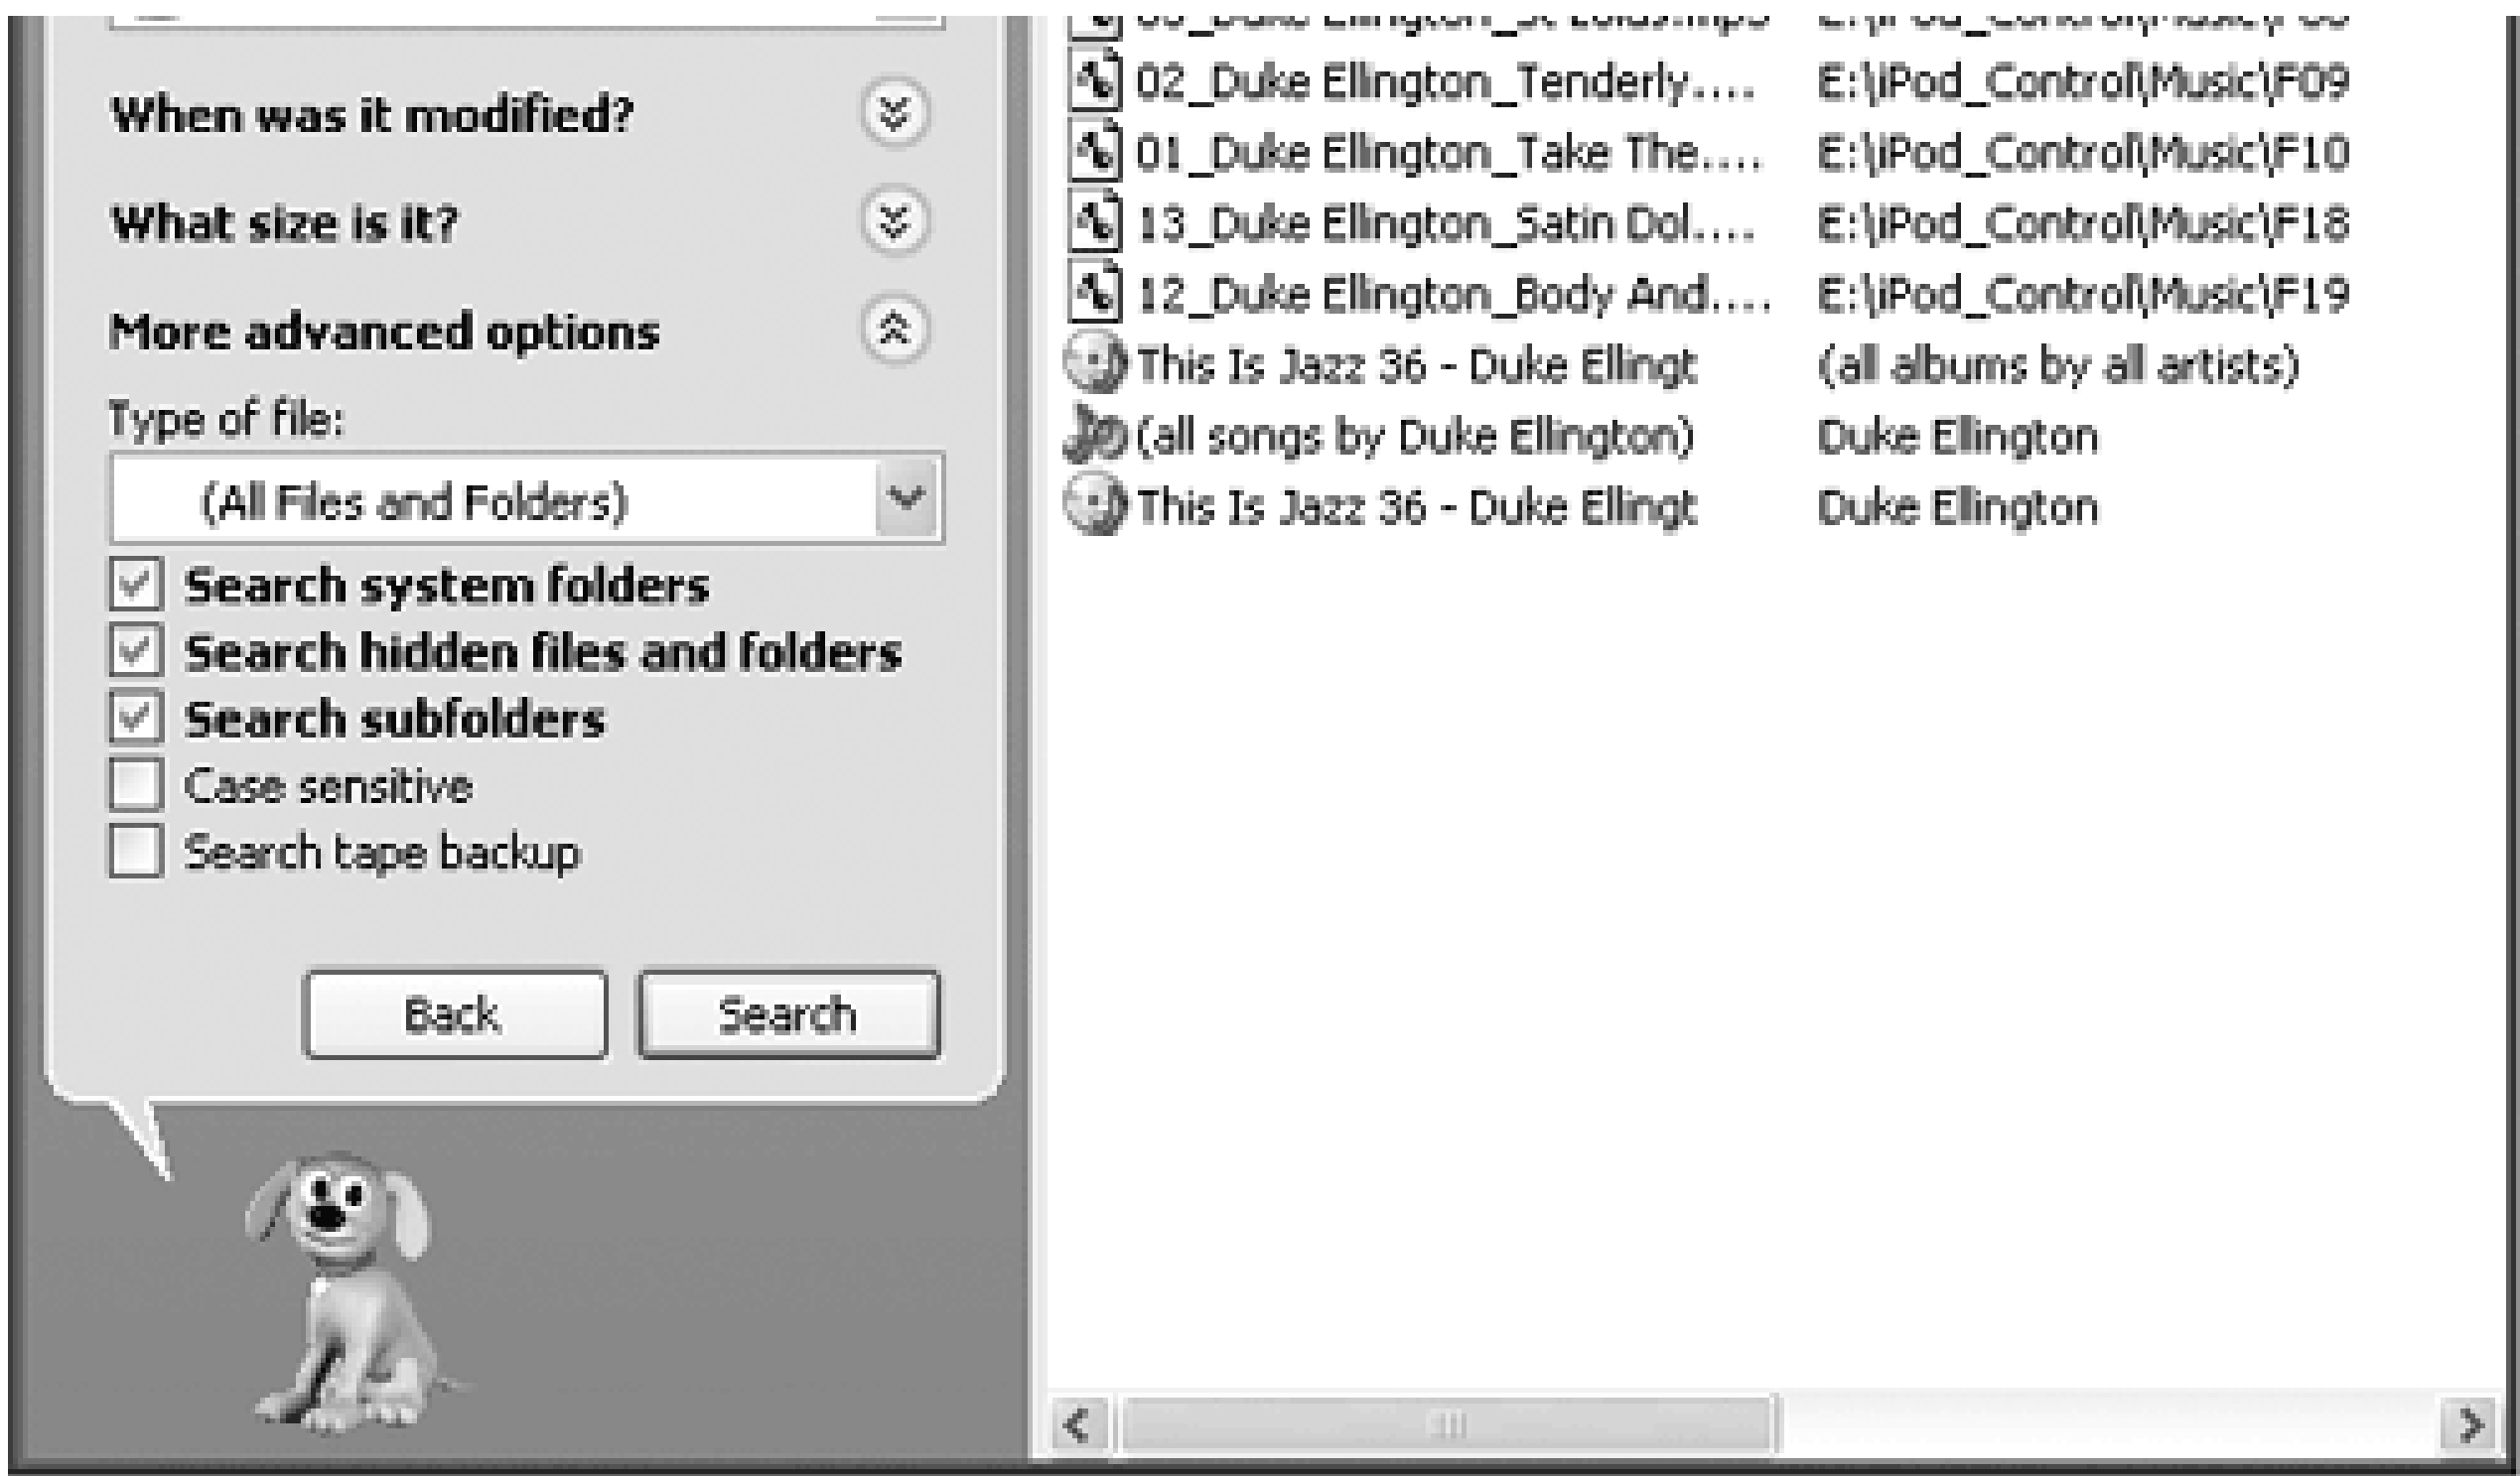 When was it modified?
What size is it?
More advanced options
Type of file:
(All Files and Folders)
Search system folders
Search hidden files and folders
Search subfolders
Case sensitive
Search tape backup
Back
Search
Duke Ellington_St
02_Duke Ellington_Tenderly.... E:\iPod_Control\Music\F09
01_Duke Ellington_Take The.... E:\iPod_Control\Music\F10
13_Duke Ellington_Satin Dol.... E:\iPod_Control\Music\F18
12_Duke Ellington_Body And.... E:\iPod_Control\Music\F19
This Is Jazz 36 - Duke Ellingt (all albums by all artists)
(all songs by Duke Ellington) Duke Ellington
This Is Jazz 36 - Duke Ellingt Duke Ellington